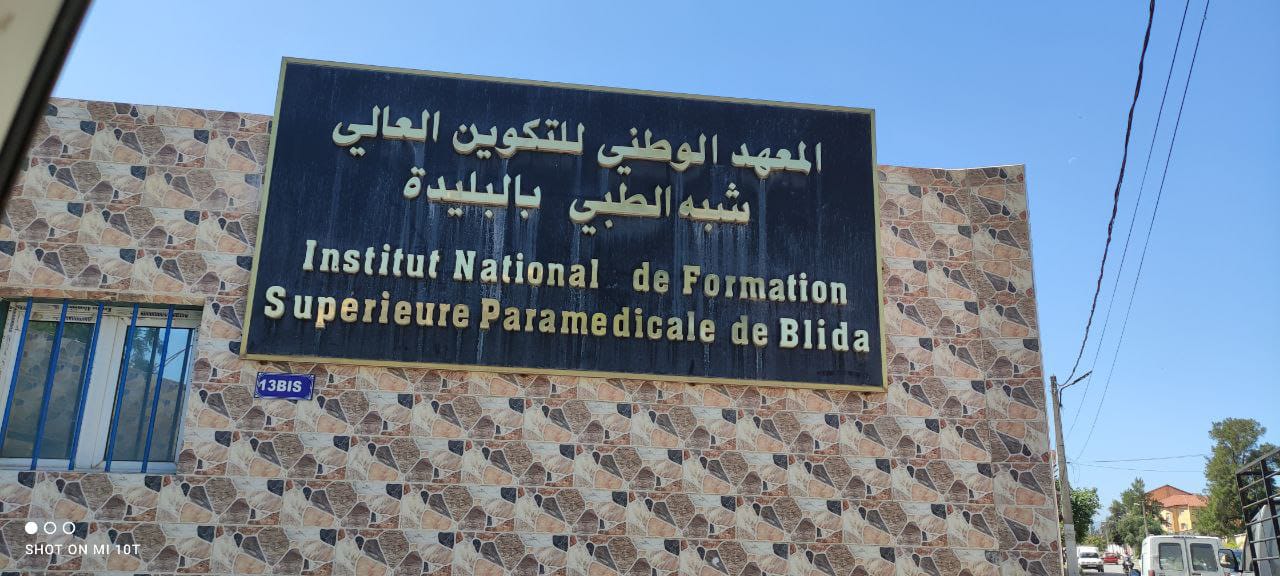 المعهد الوطني للتكوين العالي
شبه الطبي بالبليدة
Institut National de Formation
Superieure Paramedicale de Blida
13BIS
SHOT ON MI 10T